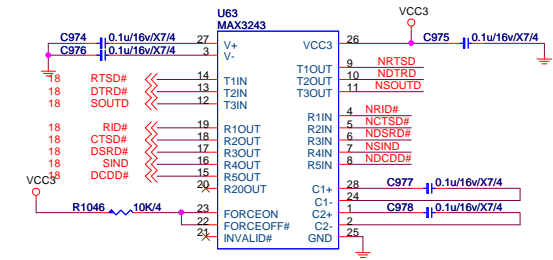 U63
MAX3243
VCC3
C974 0.1u/16v/X7/4 27 V+ VCC3 26 C975 0.1u/16v/X7/4
C976 0.1u/16v/X7/4 3 V-
T1OUT 9 NRTSD
18 RTSD# 14 T1IN T2OUT 10 NDTRD
18 DTRD# 13 T2IN T3OUT 11 NSOUTD
18 SOUTD 12 T3IN
R1IN 4 NRID#
18 RID# 19 R1OUT R2IN 5 NCTSD#
18 CTSD# 18 R2OUT R3IN 6 NDSRD#
18 DSRD# 17 R3OUT R4IN 7 NSIND
18 SIND 16 R4OUT R5IN 8 NDCDD#
18 DCDD# 15 R5OUT
VCC3 20 R20OUT C1+ 28 C977 0.1u/16v/X7/4
C1- 24
R1046 10K/4 23 FORCEON C2+ 1 C978 0.1u/16v/X7/4
22 FORCEOFF# C2- 2
21 INVALID# GND 25